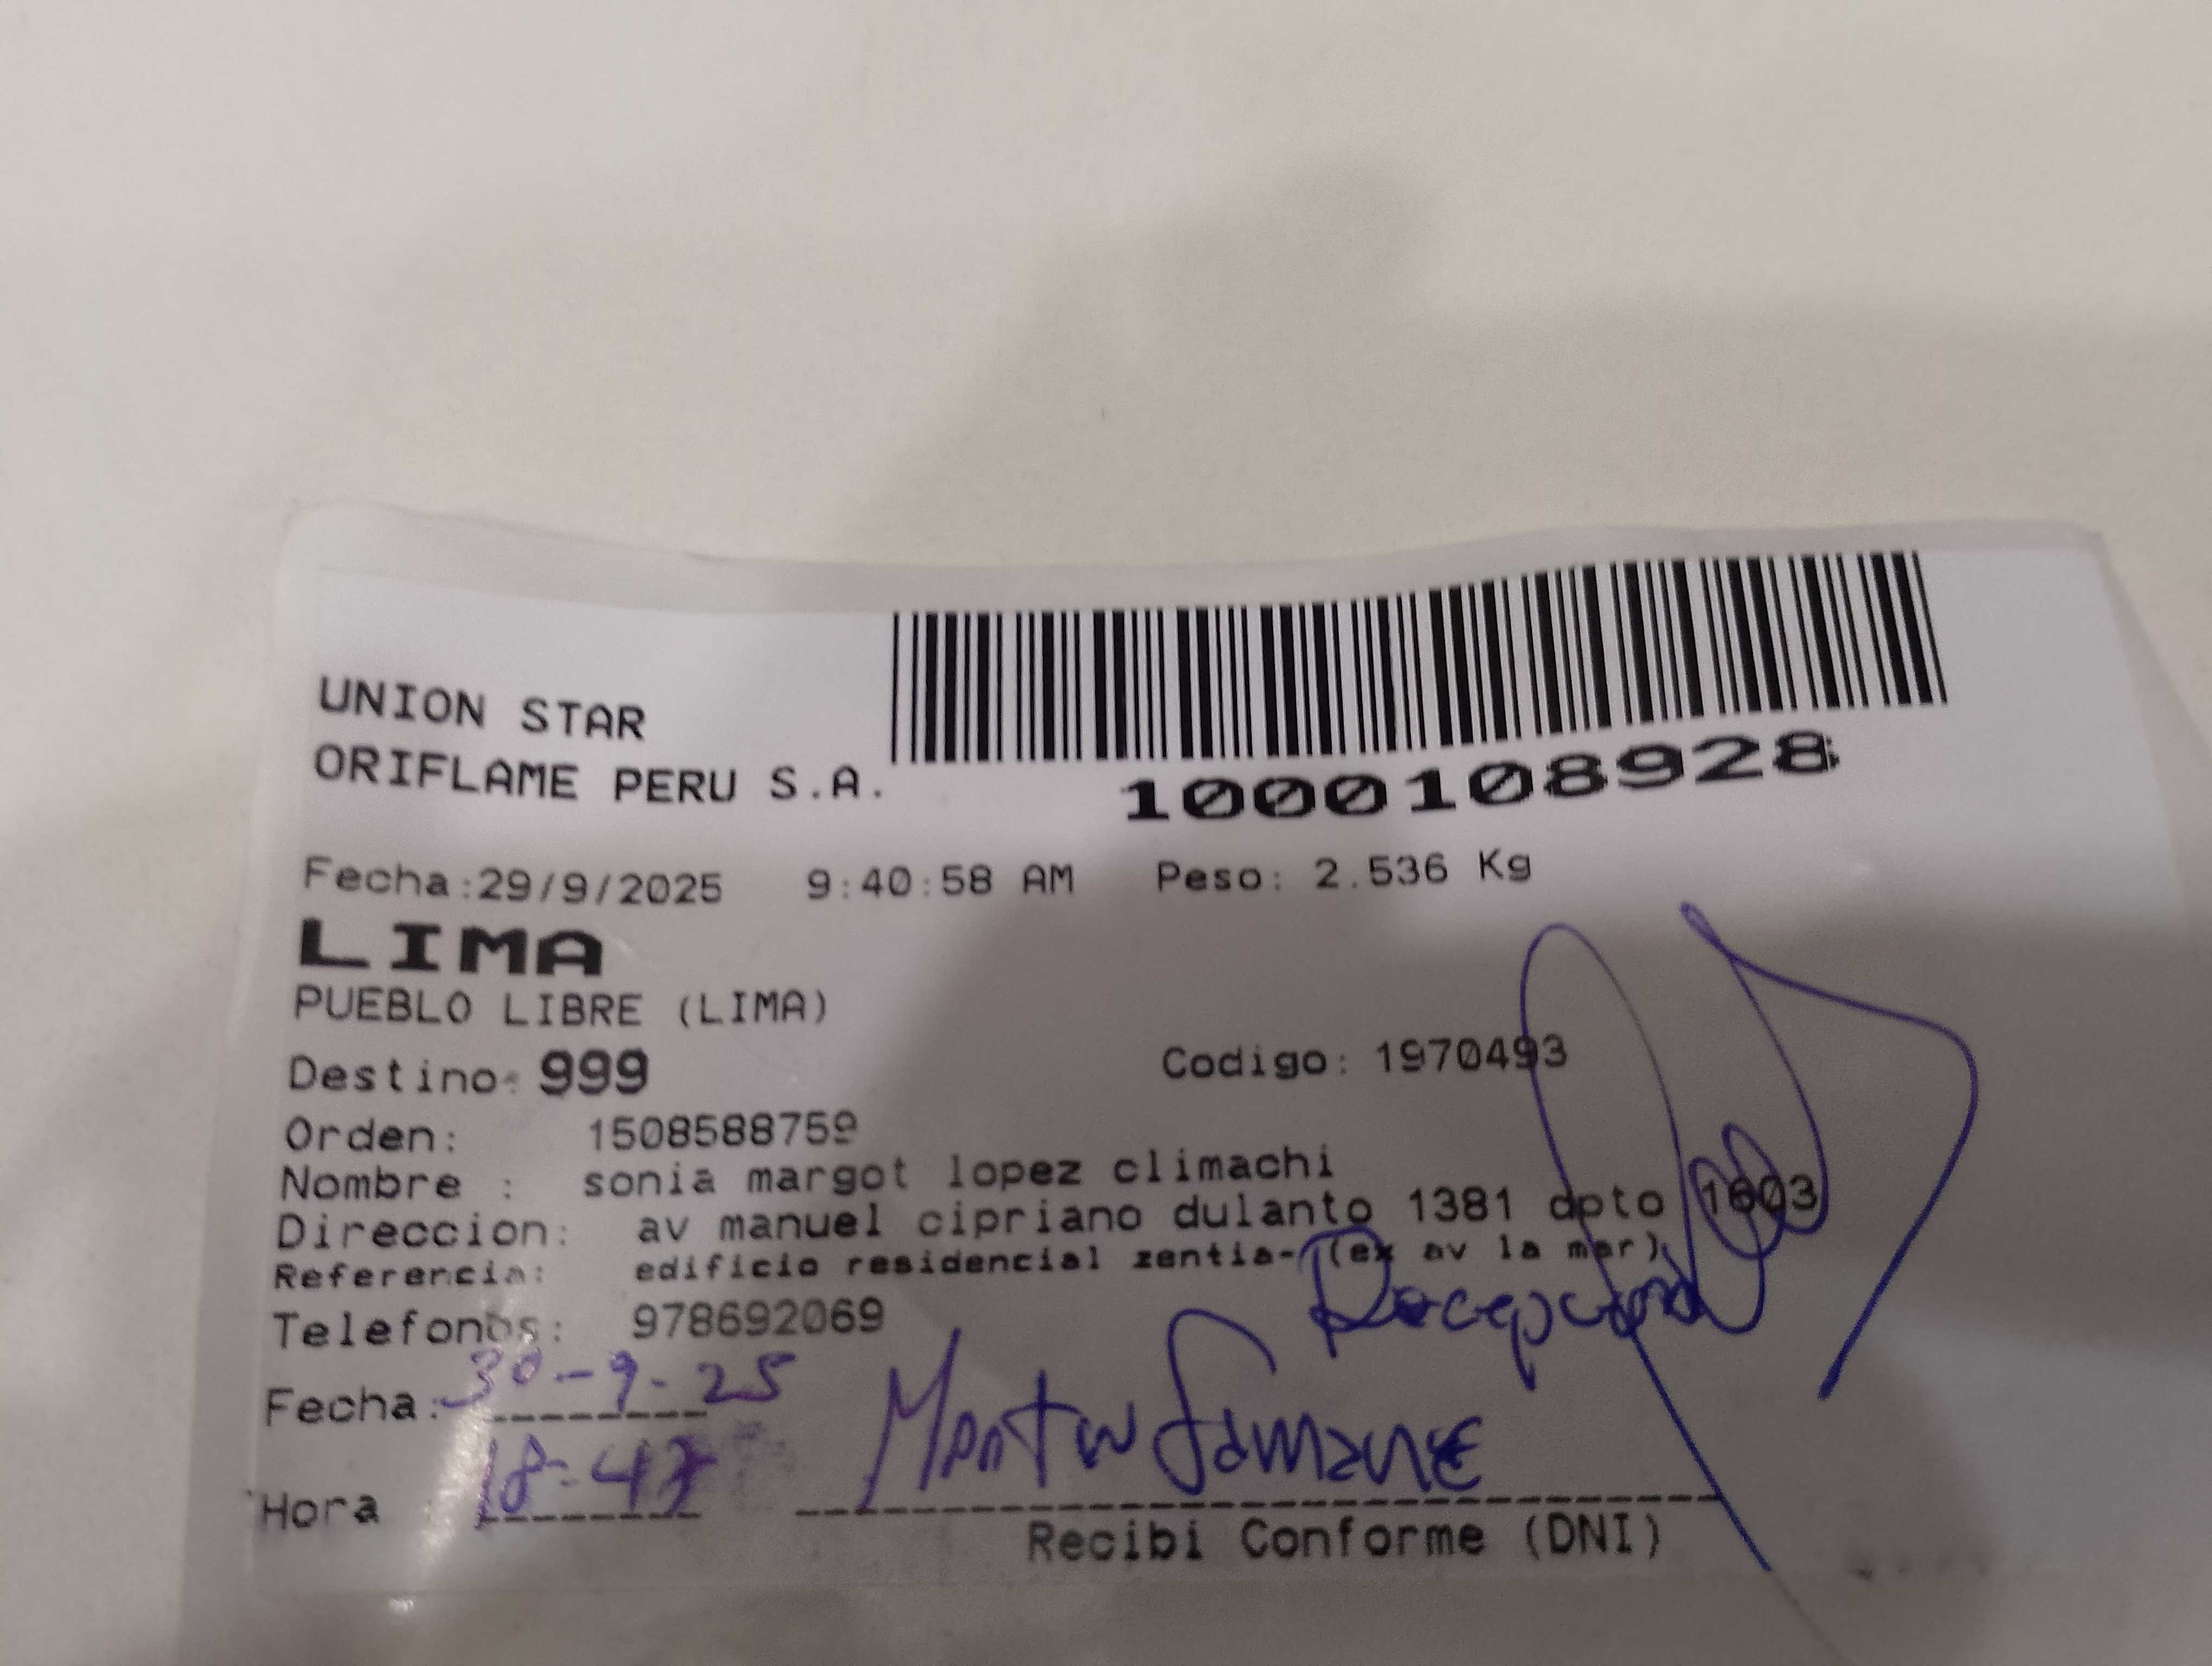 UNION STAR
ORIFLAME PERU S.A.
1000108928
Fecha:29/9/2025 9:40:58 AM Peso: 2.536 Kg
LIMA
PUEBLO LIBRE (LIMA)
Destino: 999 Codigo: 1970493
Orden: 1508588759
Nombre : sonia margot lopez climachi
Direccion: av manuel cipriano dulanto 1381 dpto 1603
Referencia: edificio residencial zentia- (ex av la mar)
Telefonos: 978692069
Recepcion
Fecha: 30-9-25
Hora 18:47
Recibi Conforme (DNI)